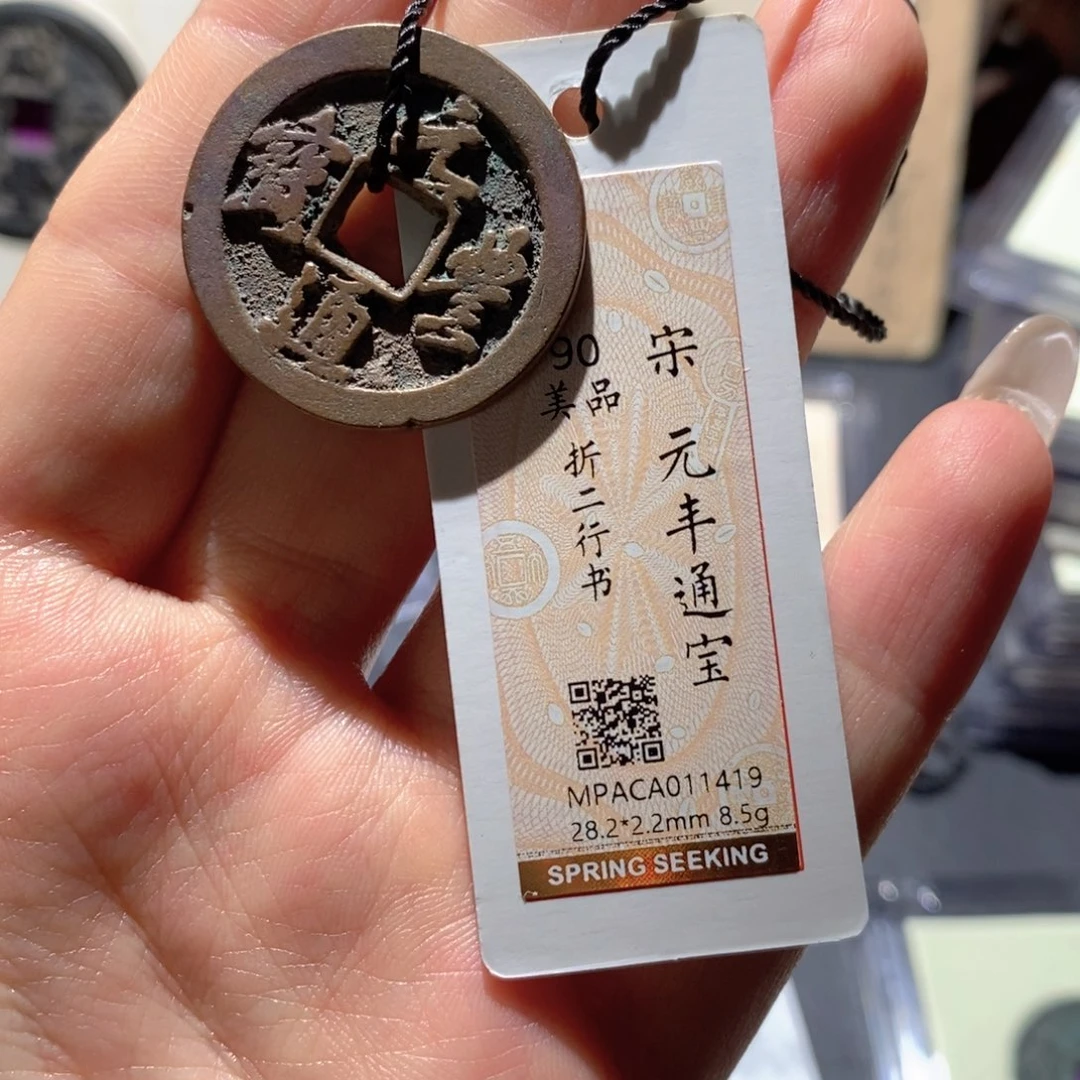 元豐通寶
宋 元丰通宝
90
美品
折二行书
MPACA011419
28.2*2.2mm 8.5g
SPRING SEEKING